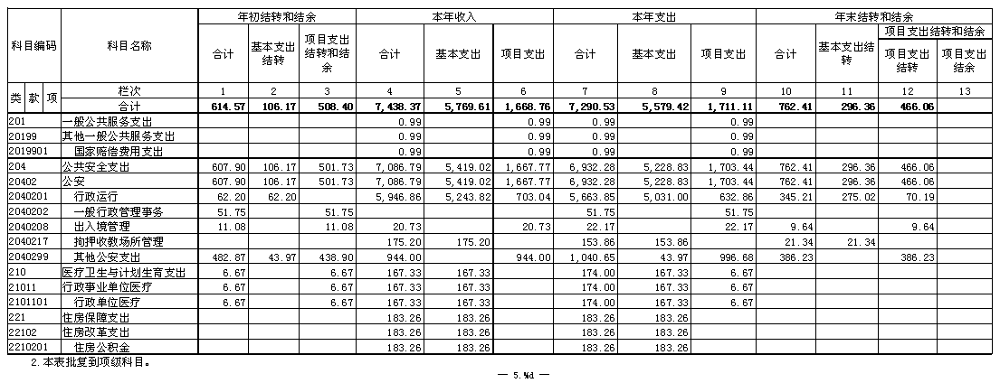 科目编码 科目名称 年初结转和结余 本年收入 本年支出 年末结转和结余
合计 基本支出结转 项目支出结转和结余 合计 基本支出 项目支出 合计 基本支出 项目支出 合计 基本支出结转 项目支出结转和结余
项目支出结转 项目支出结余
类 款 项 栏次 1 2 3 4 5 6 7 8 9 10 11 12 13
合计 614.57 106.17 508.40 7,438.37 5,769.61 1,668.76 7,290.53 5,579.42 1,711.11 762.41 296.36 466.06
201 一般公共服务支出 0.99 0.99 0.99 0.99
20199 其他一般公共服务支出 0.99 0.99 0.99 0.99
2019901 国家赔偿费用支出 0.99 0.99 0.99 0.99
204 公共安全支出 607.90 106.17 501.73 7,086.79 5,419.02 1,667.77 6,932.28 5,228.83 1,703.44 762.41 296.36 466.06
20402 公安 607.90 106.17 501.73 7,086.79 5,419.02 1,667.77 6,932.28 5,228.83 1,703.44 762.41 296.36 466.06
2040201 行政运行 62.20 62.20 5,946.86 5,243.82 703.04 5,663.85 5,031.00 632.86 345.21 275.02 70.19
2040202 一般行政管理事务 51.75 51.75 51.75 51.75
2040208 出入境管理 11.08 11.08 20.73 20.73 22.17 22.17 9.64 9.64
2040217 拘押收教场所管理 175.20 175.20 153.86 153.86 21.34 21.34
2040299 其他公安支出 482.87 43.97 438.90 944.00 944.00 1,040.65 43.97 996.68 386.23 386.23
210 医疗卫生与计划生育支出 6.67 6.67 167.33 167.33 174.00 167.33 6.67
21011 行政事业单位医疗 6.67 6.67 167.33 167.33 174.00 167.33 6.67
2101101 行政单位医疗 6.67 6.67 167.33 167.33 174.00 167.33 6.67
221 住房保障支出 183.26 183.26 183.26 183.26
22102 住房改革支出 183.26 183.26 183.26 183.26
2210201 住房公积金 183.26 183.26 183.26 183.26
2.本表批复到项级科目。
— 5.%d —